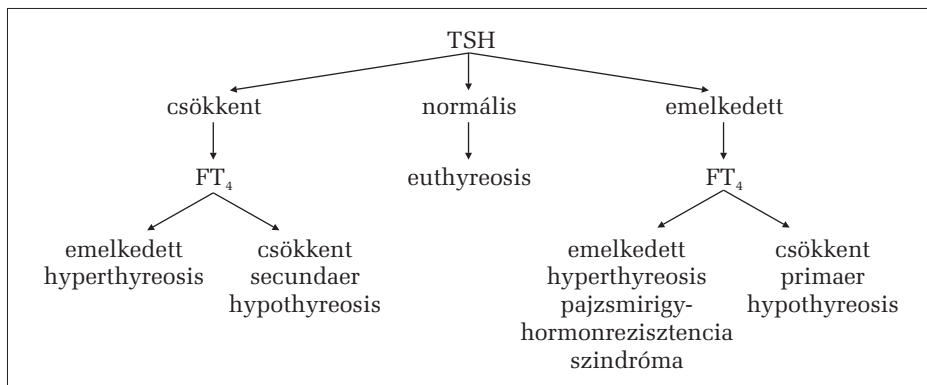 TSH
csökkent
normális
emelkedett
FT₄
euthyreosis
FT₄
emelkedett
hyperthyreosis
csökkent
secundaer
hypothyreosis
emelkedett
hyperthyreosis
pajzsmirigy-
hormonrezisztencia
szindróma
csökkent
primaer
hypothyreosis